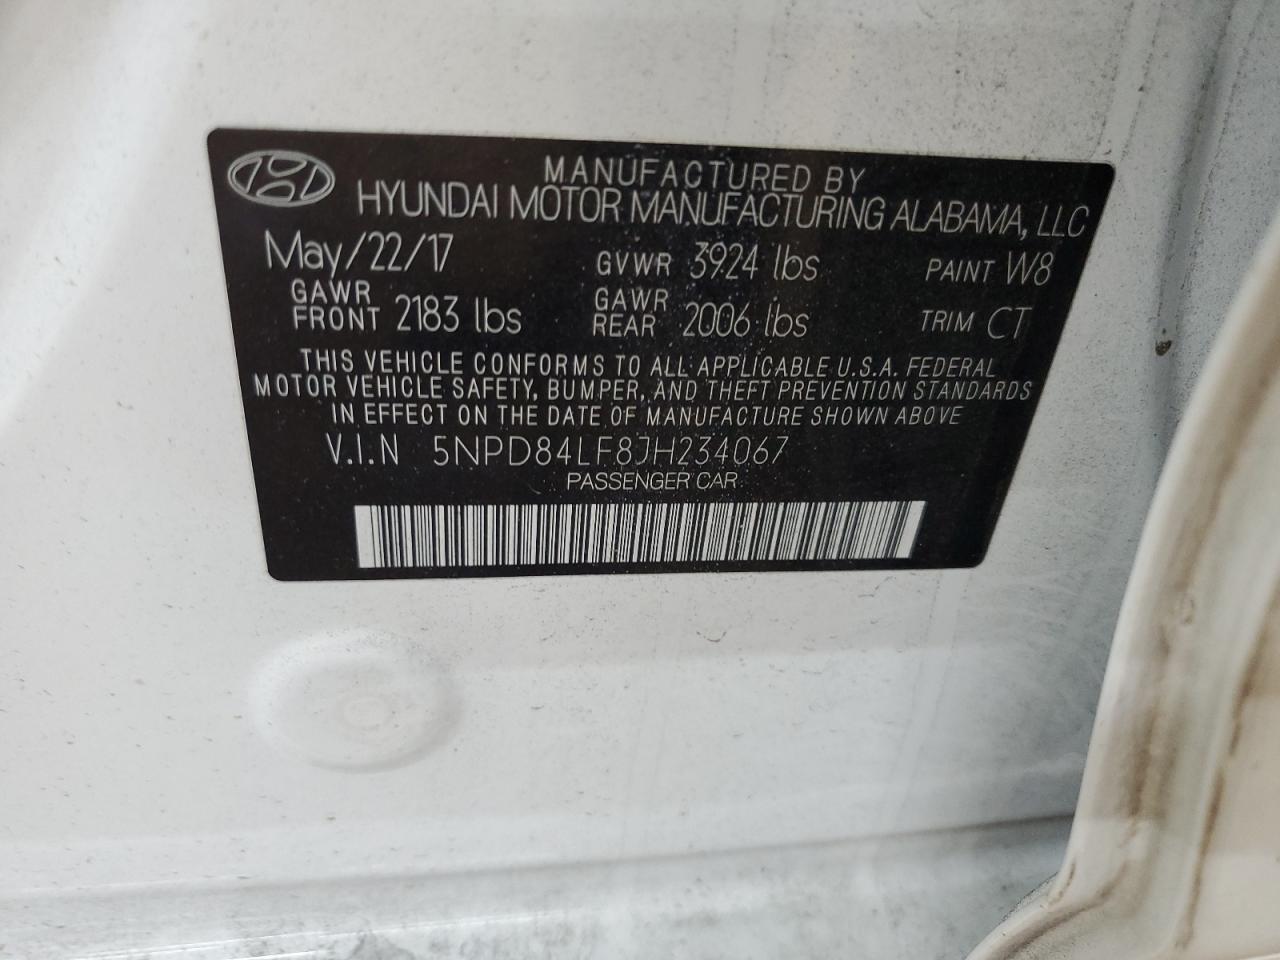 MANUFACTURED BY
HYUNDAI MOTOR MANUFACTURING ALABAMA, LLC
May/22/17 GVWR 3924 lbs PAINT W8
GAWR FRONT 2183 lbs GAWR REAR 2006 lbs TRIM CT
THIS VEHICLE CONFORMS TO ALL APPLICABLE U.S.A. FEDERAL
MOTOR VEHICLE SAFETY, BUMPER, AND THEFT PREVENTION STANDARDS
IN EFFECT ON THE DATE OF MANUFACTURE SHOWN ABOVE
V.I.N 5NPD84LF8JH234067
PASSENGER CAR